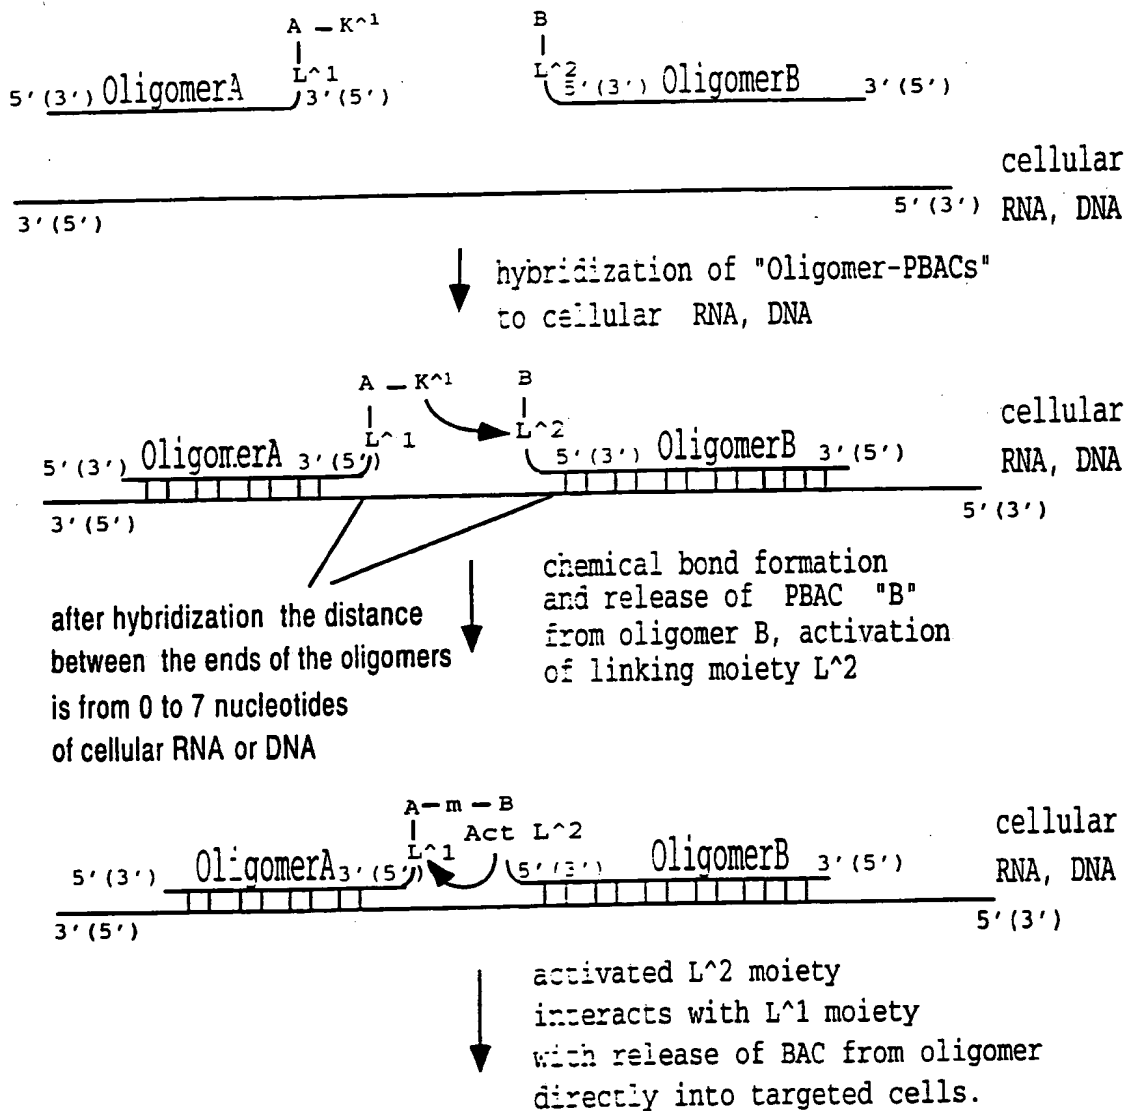 A – K^1
B
L^1
L^2
5'(3') OligomerA 3'(5')
5'(3') OligomerB 3'(5')
cellular
RNA, DNA
3'(5')
5'(3')
hybridization of "Oligomer-PBACs"
to cellular RNA, DNA
A – K^1
B
L^1
L^2
5'(3') OligomerA 3'(5')
5'(3') OligomerB 3'(5')
cellular
RNA, DNA
3'(5')
5'(3')
chemical bond formation
and release of PBAC "B"
from oligomer B, activation
of linking moiety L^2
after hybridization the distance
between the ends of the oligomers
is from 0 to 7 nucleotides
of cellular RNA or DNA
A – m – B
Act L^2
L^1
5'(3') OligomerA 3'(5')
5'(3') OligomerB 3'(5')
cellular
RNA, DNA
3'(5')
5'(3')
activated L^2 moiety
interacts with L^1 moiety
with release of BAC from oligomer
directly into targeted cells.